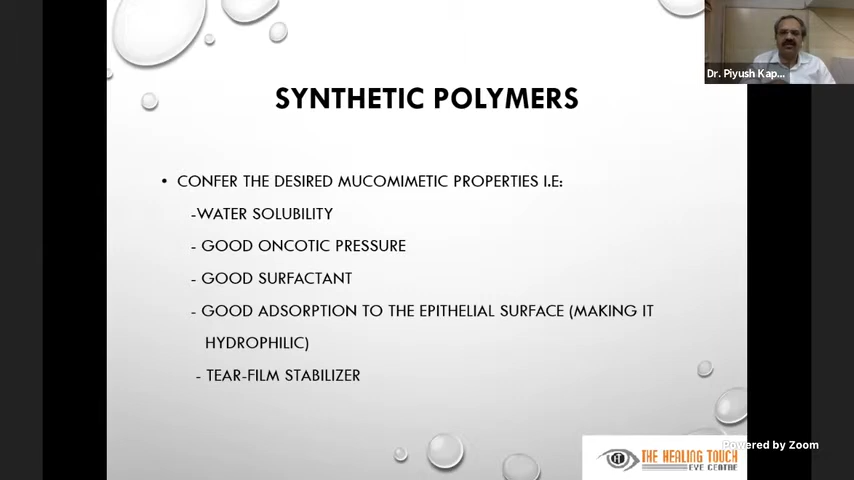 Dr. Piyush Kap...
SYNTHETIC POLYMERS
• CONFER THE DESIRED MUCOMIMETIC PROPERTIES I.E:
-WATER SOLUBILITY
- GOOD ONCOTIC PRESSURE
- GOOD SURFACTANT
- GOOD ADSORPTION TO THE EPITHELIAL SURFACE (MAKING IT
HYDROPHILIC)
- TEAR-FILM STABILIZER
Powered by Zoom
THE HEALING TOUCH
EYE CENTRE